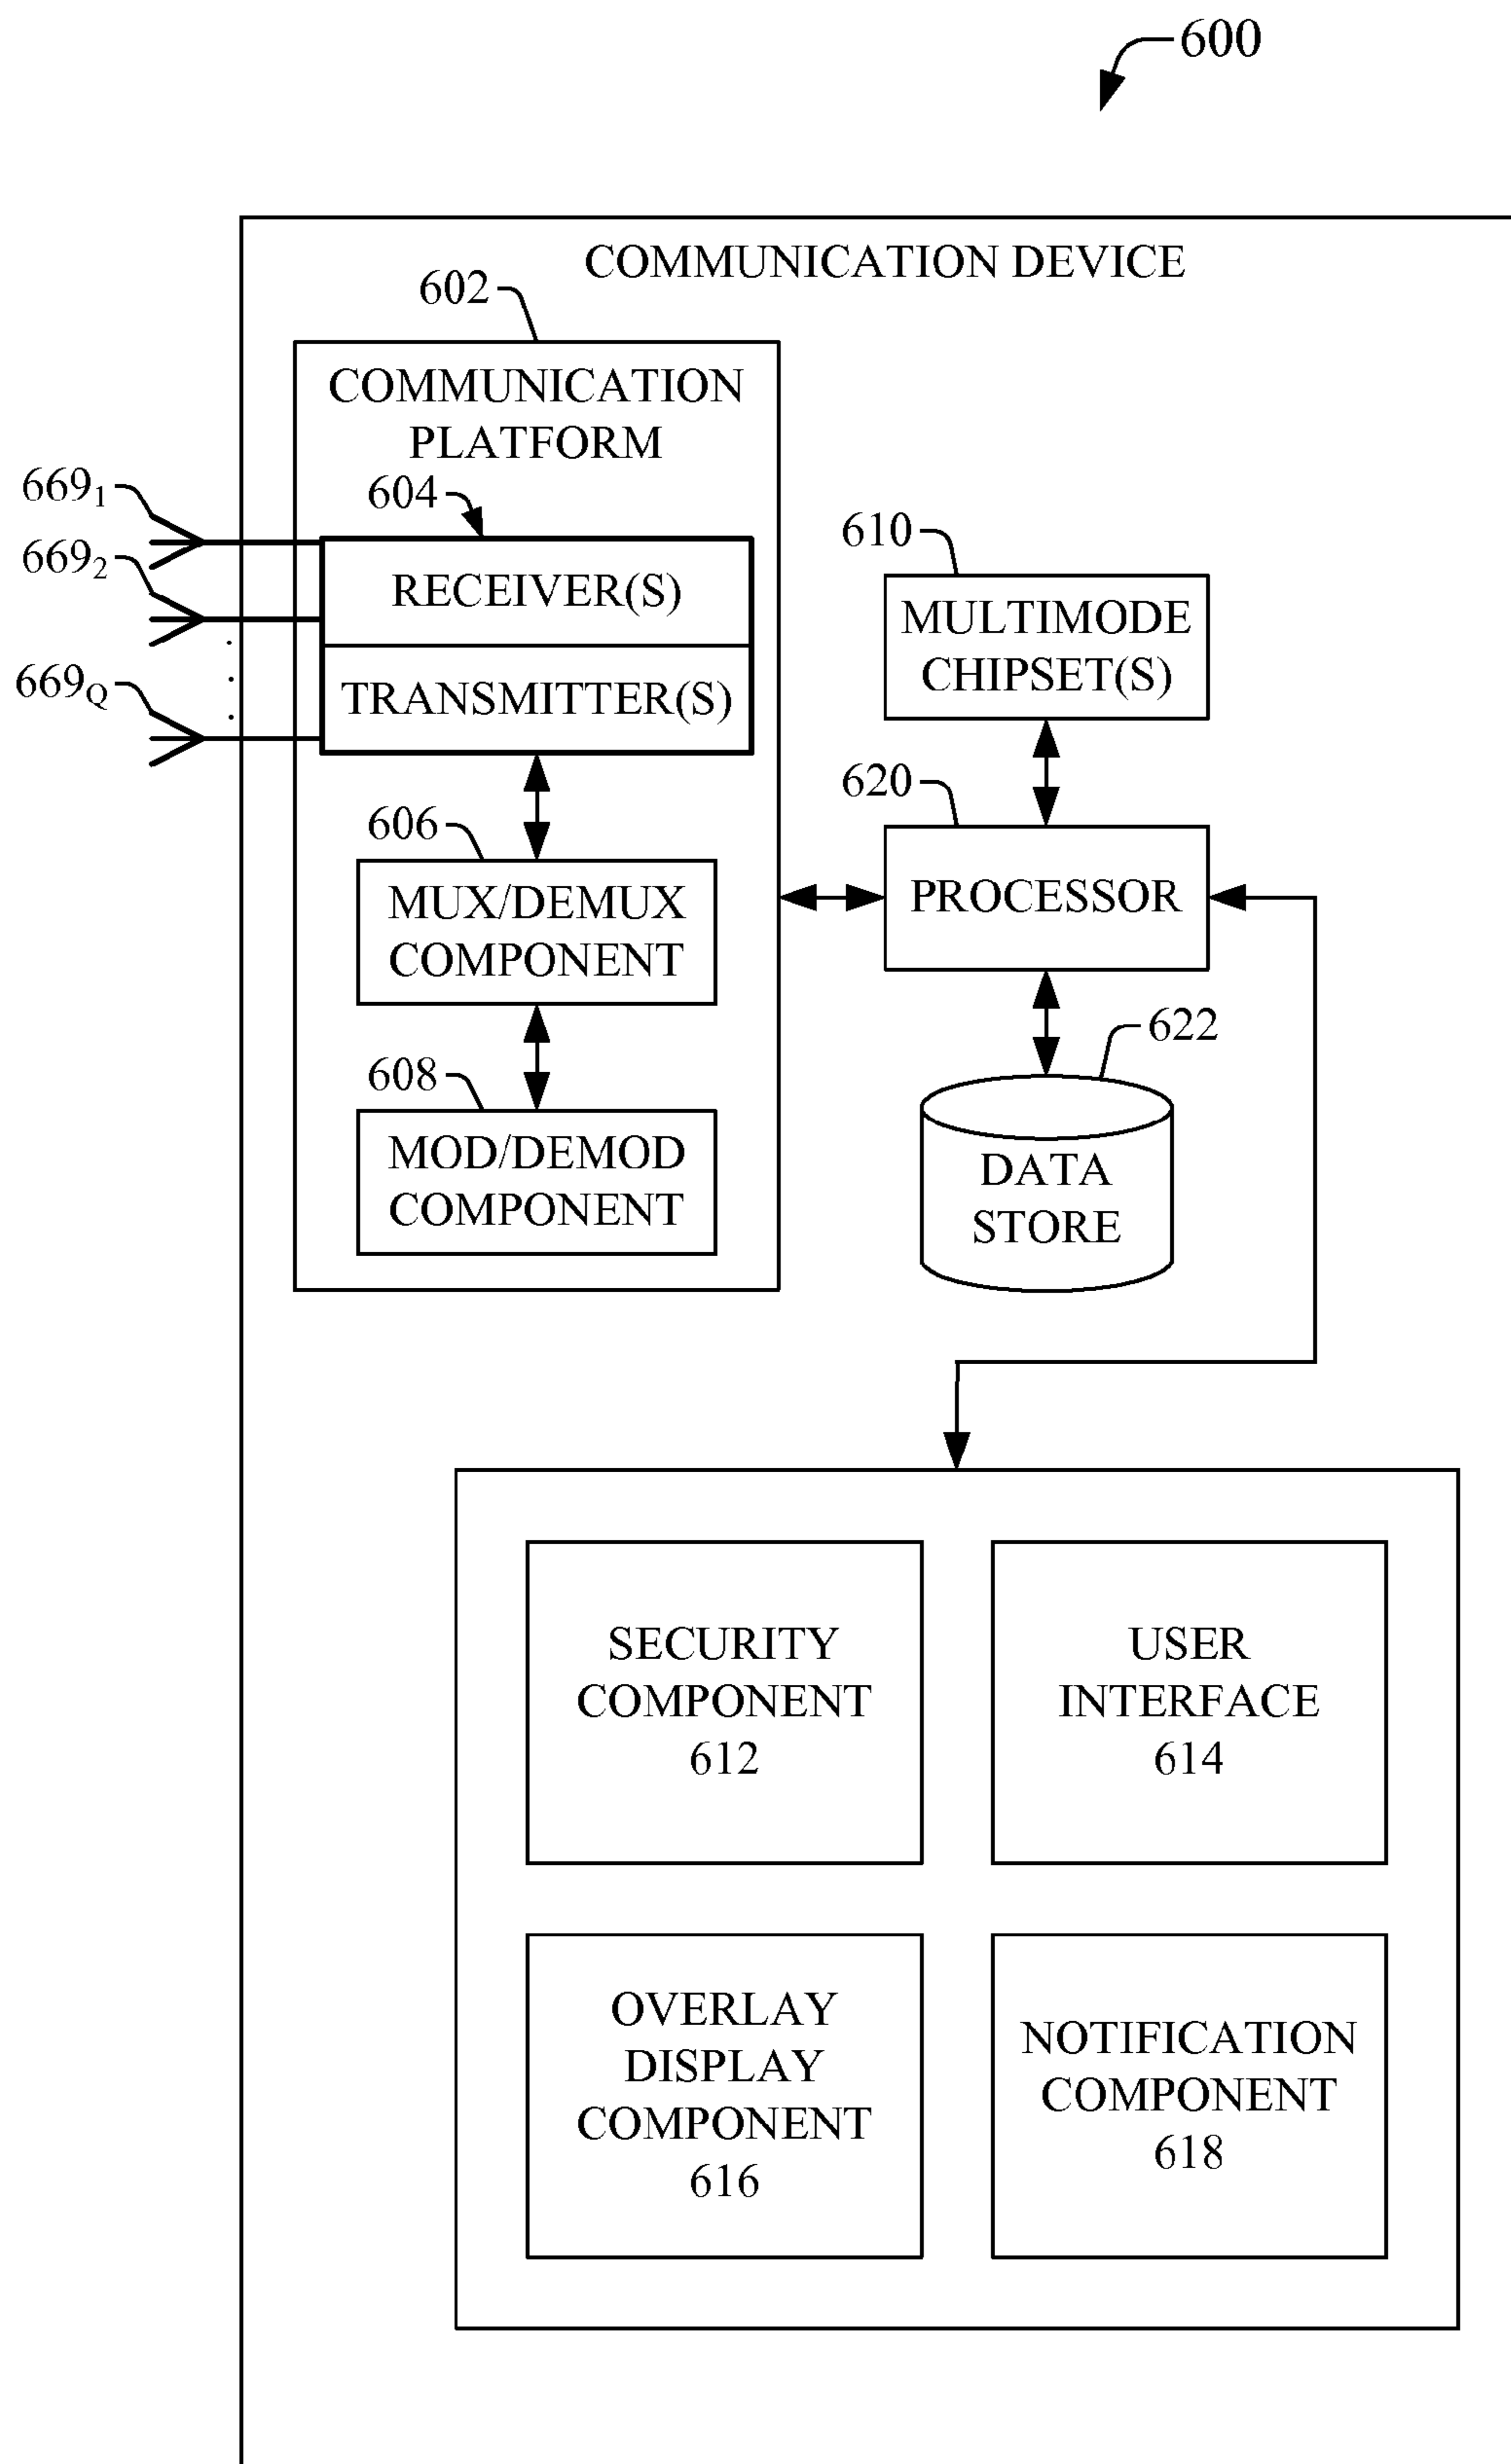 600
COMMUNICATION DEVICE
602
COMMUNICATION
PLATFORM
604
669₁
669₂
669Q
RECEIVER(S)
TRANSMITTER(S)
606
MUX/DEMUX
COMPONENT
608
MOD/DEMOD
COMPONENT
610
MULTIMODE
CHIPSET(S)
620
PROCESSOR
622
DATA
STORE
SECURITY
COMPONENT
612
USER
INTERFACE
614
OVERLAY
DISPLAY
COMPONENT
616
NOTIFICATION
COMPONENT
618